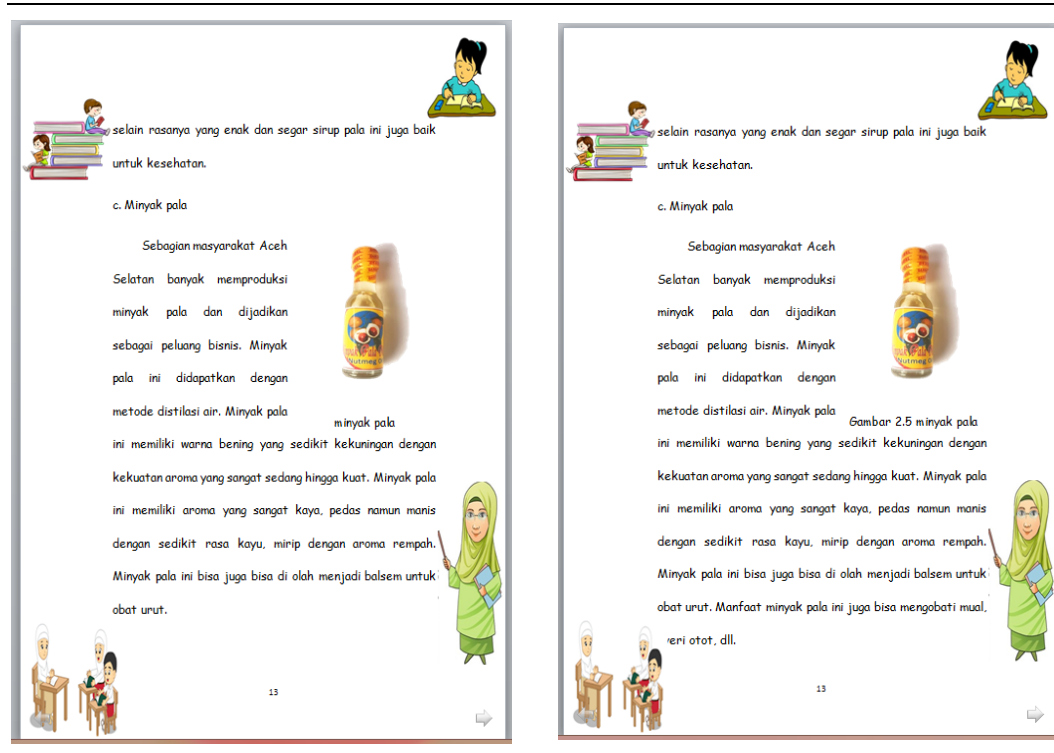 selain rasanya yang enak dan segar sirup pala ini juga baik
untuk kesehatan.
c. Minyak pala
Sebagian masyarakat Aceh
Selatan banyak memproduksi
minyak pala dan dijadikan
sebagai peluang bisnis. Minyak
pala ini didapatkan dengan
metode distilasi air. Minyak pala
minyak pala
ini memiliki warna bening yang sedikit kekuningan dengan
kekuatan aroma yang sangat sedang hingga kuat. Minyak pala
ini memiliki aroma yang sangat kaya, pedas namun manis
dengan sedikit rasa kayu, mirip dengan aroma rempah.
Minyak pala ini bisa juga bisa di olah menjadi balsem untuk
obat urut.
13
selain rasanya yang enak dan segar sirup pala ini juga baik
untuk kesehatan.
c. Minyak pala
Sebagian masyarakat Aceh
Selatan banyak memproduksi
minyak pala dan dijadikan
sebagai peluang bisnis. Minyak
pala ini didapatkan dengan
metode distilasi air. Minyak pala
Gambar 2.5 minyak pala
ini memiliki warna bening yang sedikit kekuningan dengan
kekuatan aroma yang sangat sedang hingga kuat. Minyak pala
ini memiliki aroma yang sangat kaya, pedas namun manis
dengan sedikit rasa kayu, mirip dengan aroma rempah.
Minyak pala ini bisa juga bisa di olah menjadi balsem untuk
obat urut. Manfaat minyak pala ini juga bisa mengobati mual,
otot, dll.
13